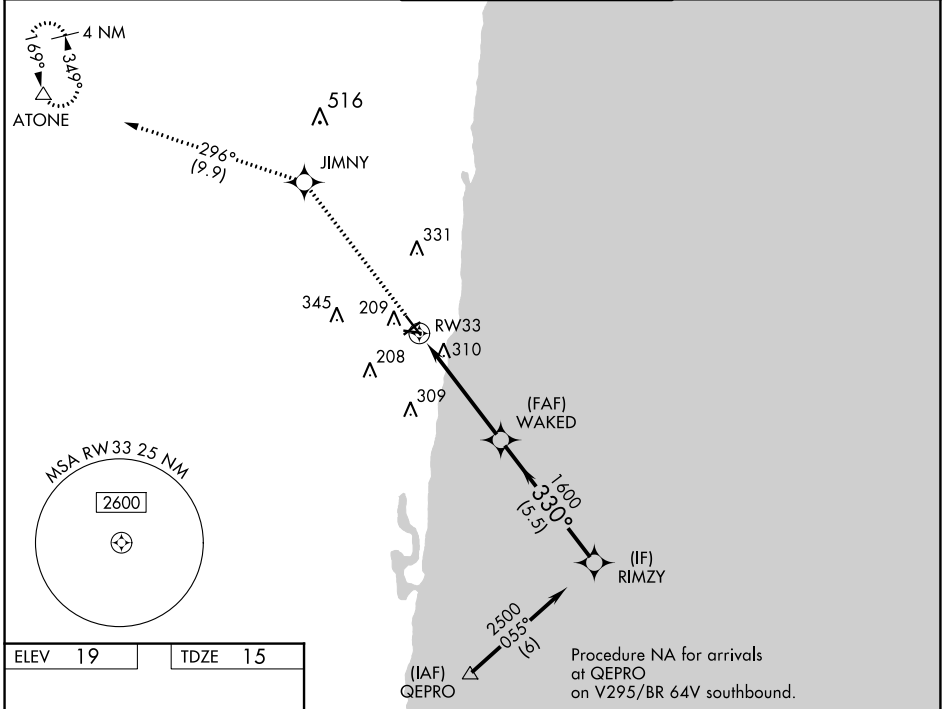 4 NM
169°
349°
ATONE
516
296°
(9.9)
JIMNY
331
345
209
RW33
310
208
309
(FAF)
WAKED
MSA RW33 25 NM
2600
1600
330°
(5.5)
(IF)
RIMZY
2500
055°
(6)
(IAF)
QEPRO
Procedure NA for arrivals
at QEPRO
on V295/BR 64V southbound.
ELEV 19
TDZE 15